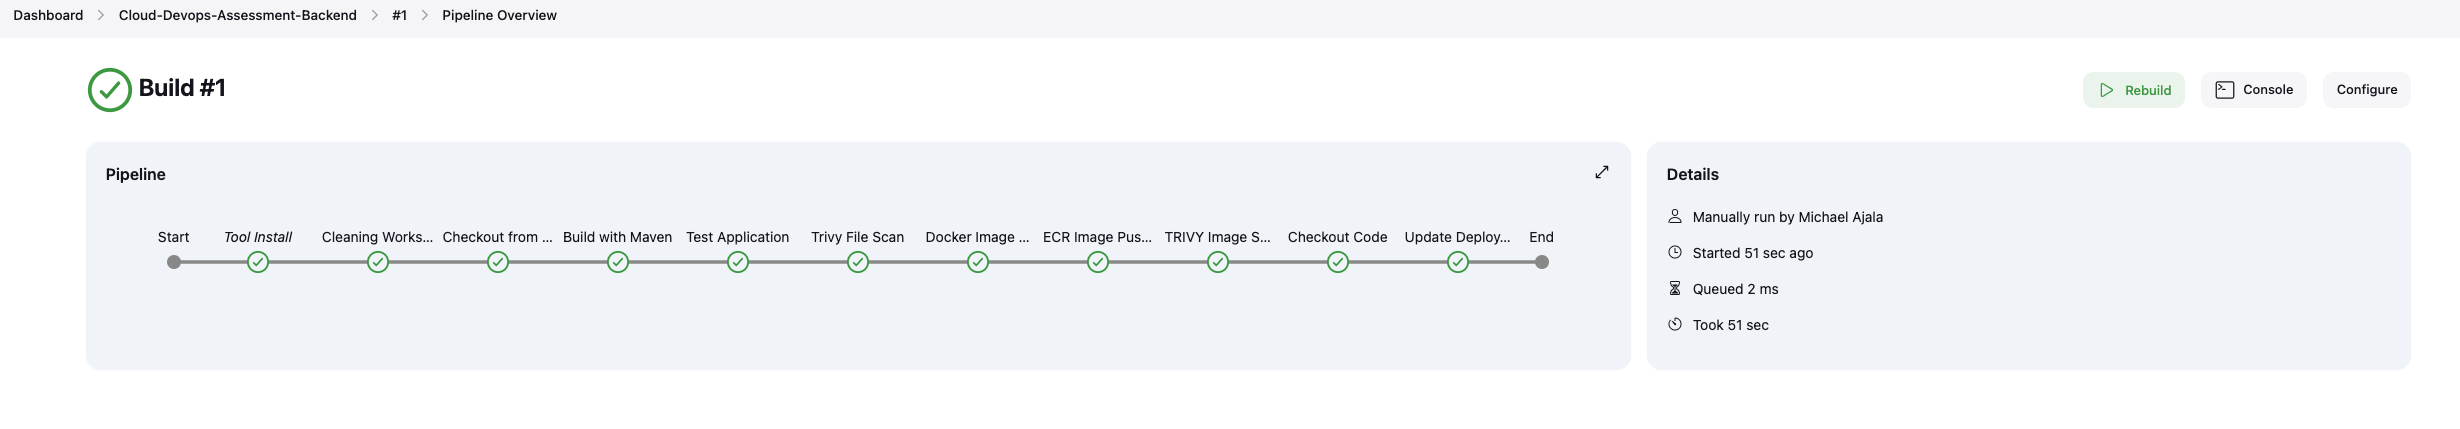 Dashboard > Cloud-Devops-Assessment-Backend > #1 > Pipeline Overview
Build #1
Rebuild
Console
Configure
Pipeline
Start
Tool Install
Cleaning Works...
Checkout from ...
Build with Maven
Test Application
Trivy File Scan
Docker Image ...
ECR Image Pus...
TRIVY Image S...
Checkout Code
Update Deploy...
End
Details
Manually run by Michael Ajala
Started 51 sec ago
Queued 2 ms
Took 51 sec